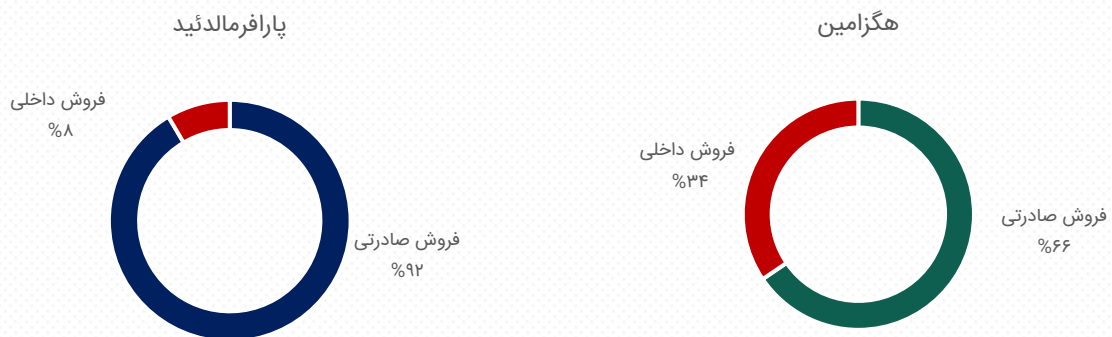 هگزامین
فروش داخلی
%۳۴
فروش صادرتی
%۶۶
پارافرمالدئید
فروش داخلی
%۸
فروش صادرتی
%۹۲